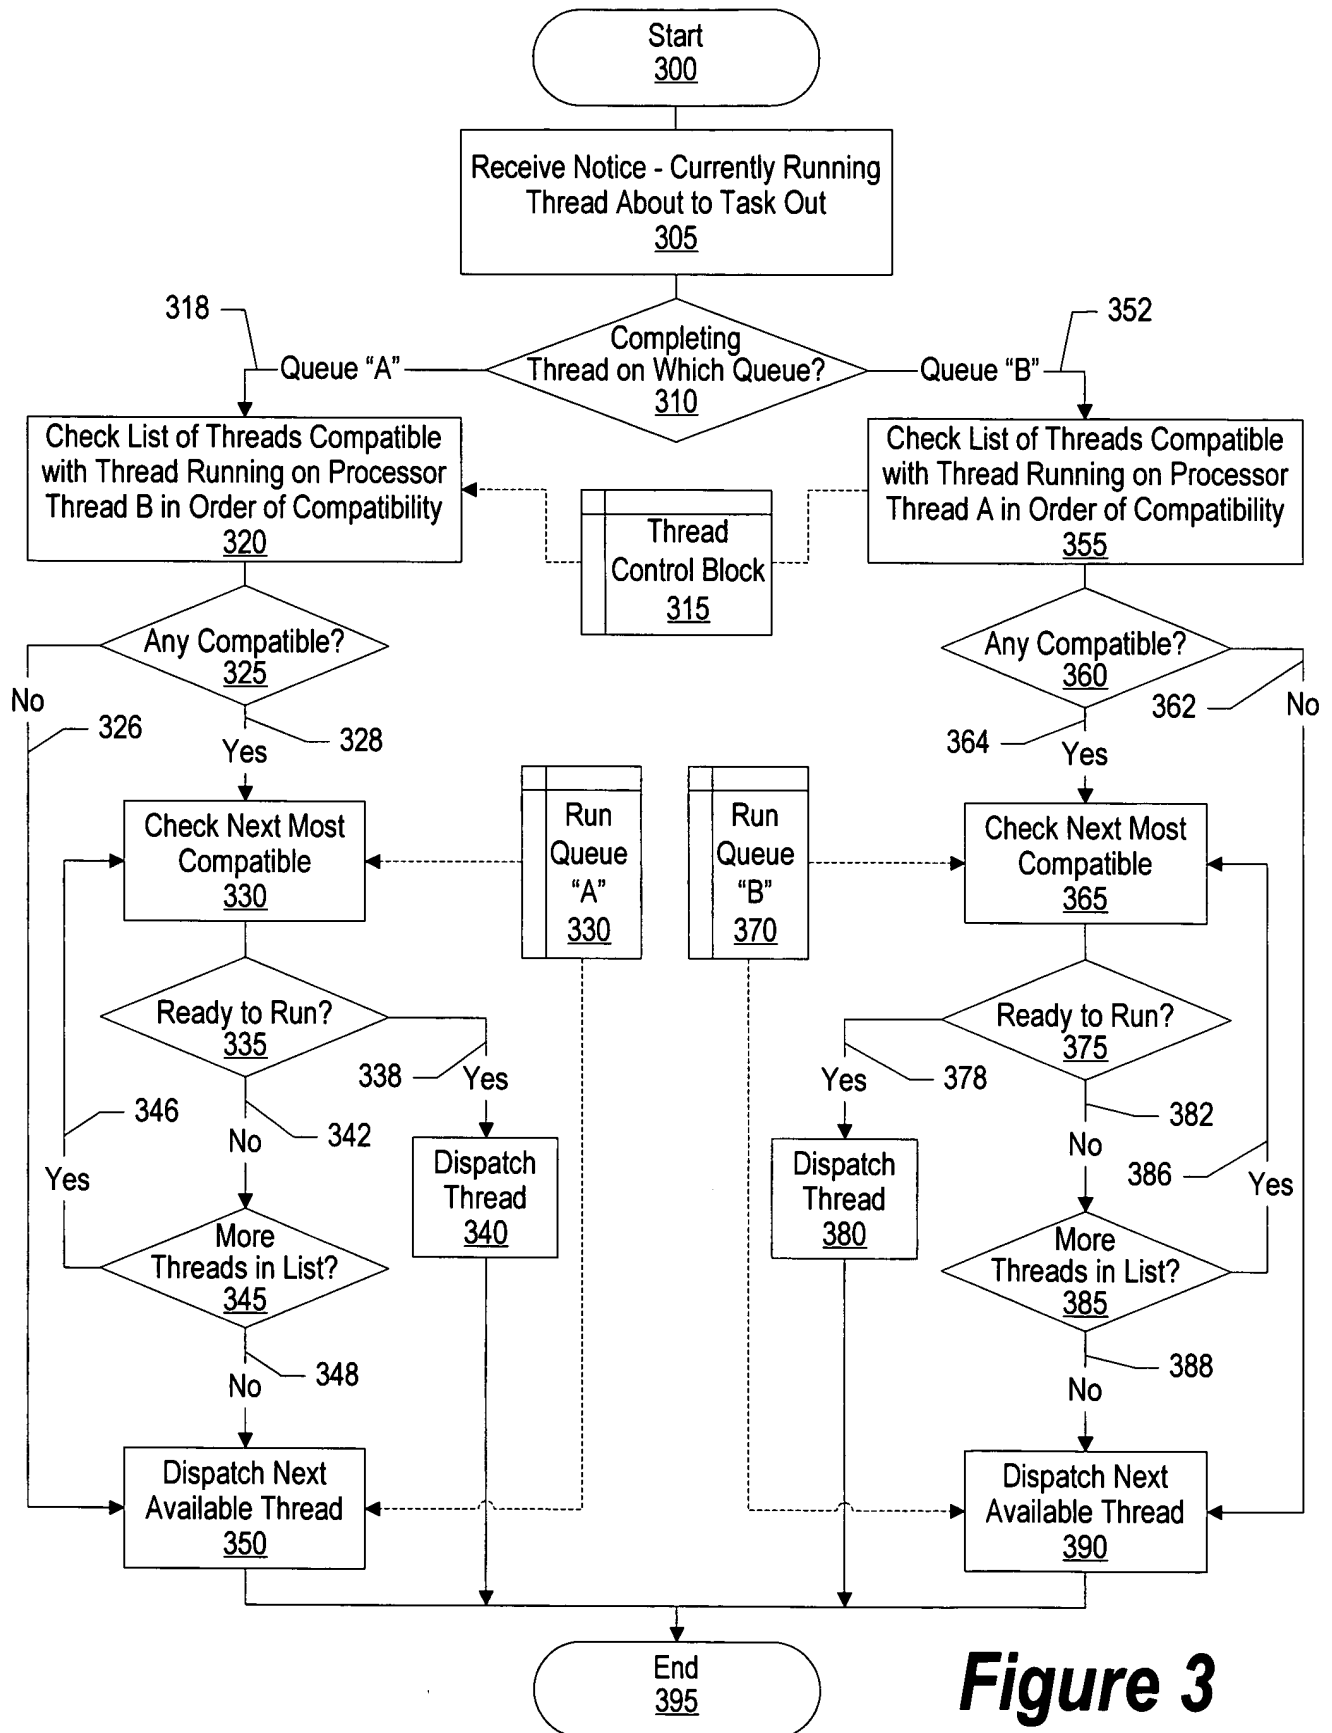 Start
300
Receive Notice - Currently Running
Thread About to Task Out
305
318
352
Completing
Thread on Which Queue?
310
Queue “A”
Queue “B”
Check List of Threads Compatible
with Thread Running on Processor
Thread B in Order of Compatibility
320
Thread
Control Block
315
Check List of Threads Compatible
with Thread Running on Processor
Thread A in Order of Compatibility
355
Any Compatible?
325
No
326
328
Yes
Any Compatible?
360
362
No
364
Yes
Check Next Most
Compatible
330
Run
Queue
“A”
330
Run
Queue
“B”
370
Check Next Most
Compatible
365
Ready to Run?
335
338
Yes
346
342
No
Yes
Dispatch
Thread
340
Ready to Run?
375
Yes
378
382
No
386
Yes
Dispatch
Thread
380
More
Threads in List?
345
348
No
More
Threads in List?
385
388
No
Dispatch Next
Available Thread
350
Dispatch Next
Available Thread
390
End
395
Figure 3